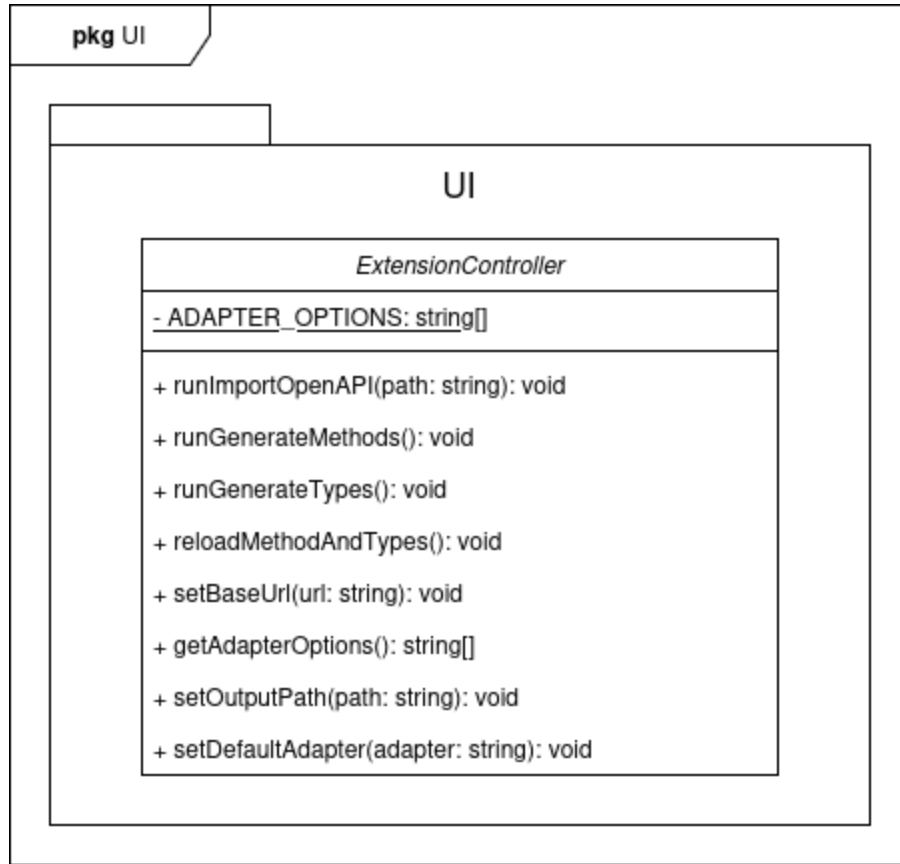 pkg UI
UI
ExtensionController
- ADAPTER_OPTIONS: string[]
+ runImportOpenAPI(path: string): void
+ runGenerateMethods(): void
+ runGenerateTypes(): void
+ reloadMethodAndTypes(): void
+ setBaseUrl(url: string): void
+ getAdapterOptions(): string[]
+ setOutputPath(path: string): void
+ setDefaultAdapter(adapter: string): void